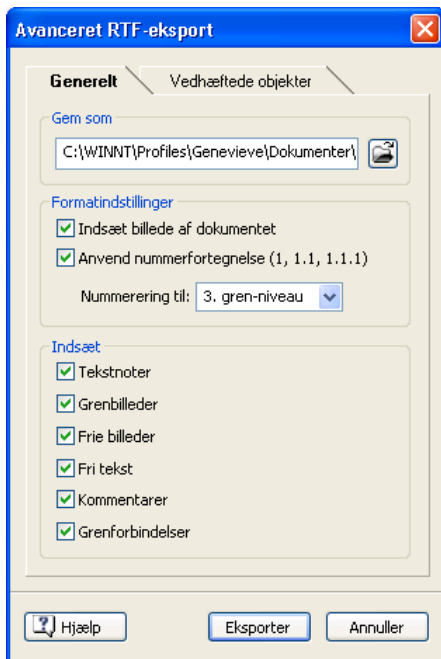 Avanceret RTF-eksport
Generelt
Vedhæftede objekter
Gem som
C:\WINNT\Profiles\Genevieve\Dokumenter\
Formatindstillinger
Indsæt billede af dokumentet
Anvend nummerfortegnelse (1, 1.1, 1.1.1)
Nummerering til: 3. gren-niveau
Indsæt
Tekstnoter
Grenbilleder
Frie billeder
Fri tekst
Kommentarer
Grenforbindelser
Hjælp
Eksporter
Annuller